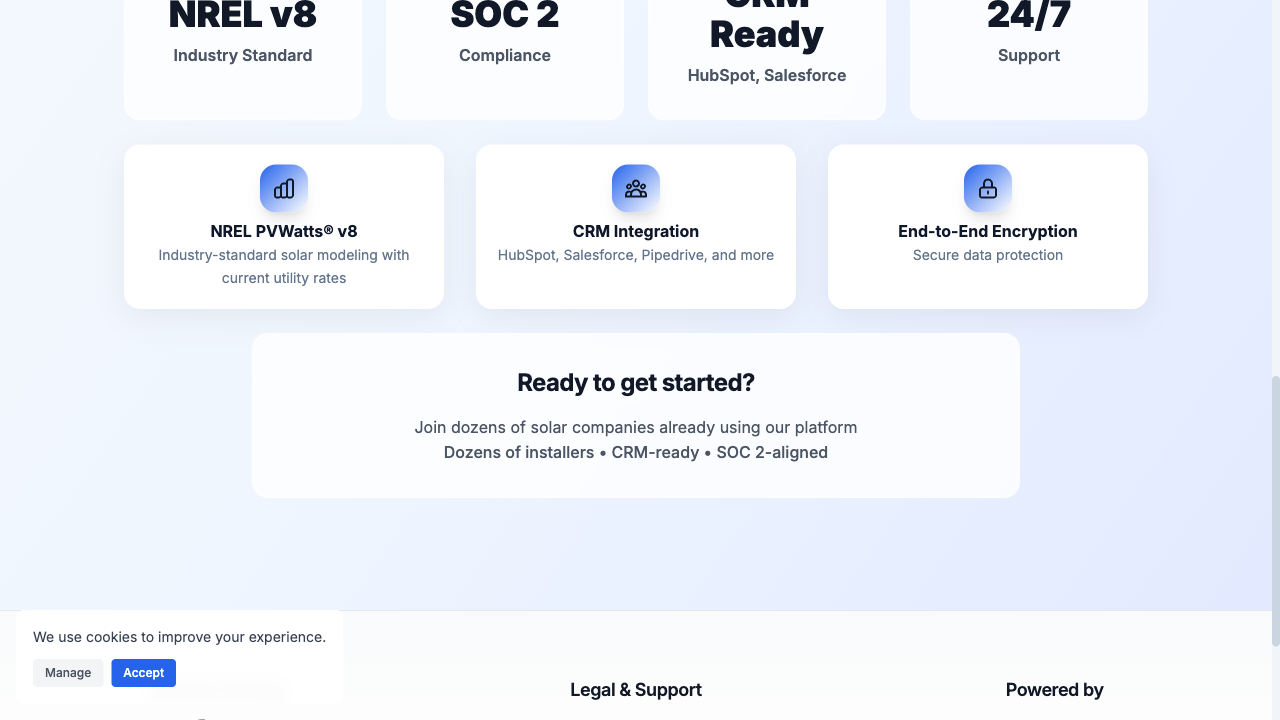 NREL v8
Industry Standard
SOC 2
Compliance
CRM
Ready
HubSpot, Salesforce
24/7
Support
NREL PVWatts® v8
Industry-standard solar modeling with
current utility rates
CRM Integration
HubSpot, Salesforce, Pipedrive, and more
End-to-End Encryption
Secure data protection
Ready to get started?
Join dozens of solar companies already using our platform
Dozens of installers • CRM-ready • SOC 2-aligned
We use cookies to improve your experience.
Manage
Accept
Legal & Support
Powered by